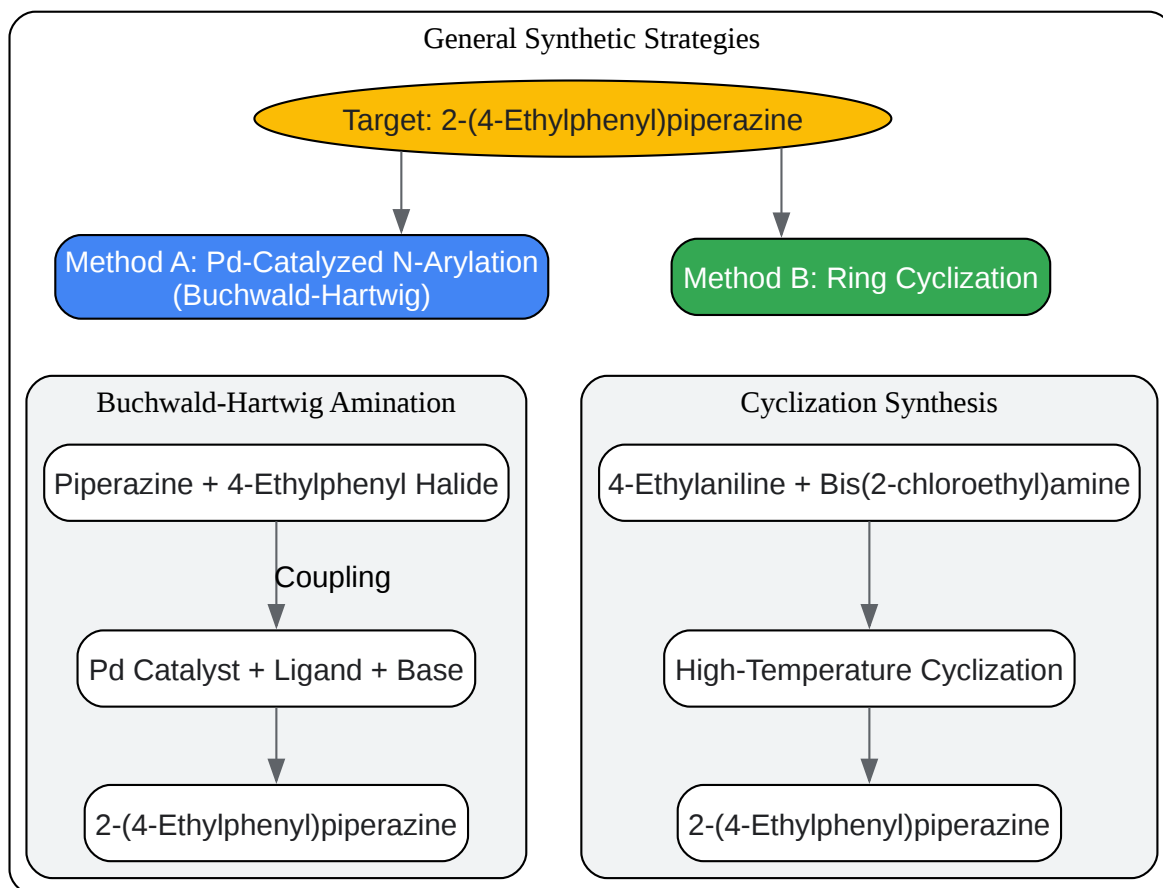 General Synthetic Strategies
Target: 2-(4-Ethylphenyl)piperazine
Method A: Pd-Catalyzed N-Arylation
(Buchwald-Hartwig)
Method B: Ring Cyclization
Buchwald-Hartwig Amination
Piperazine + 4-Ethylphenyl Halide
Coupling
Pd Catalyst + Ligand + Base
2-(4-Ethylphenyl)piperazine
Cyclization Synthesis
4-Ethylaniline + Bis(2-chloroethyl)amine
High-Temperature Cyclization
2-(4-Ethylphenyl)piperazine